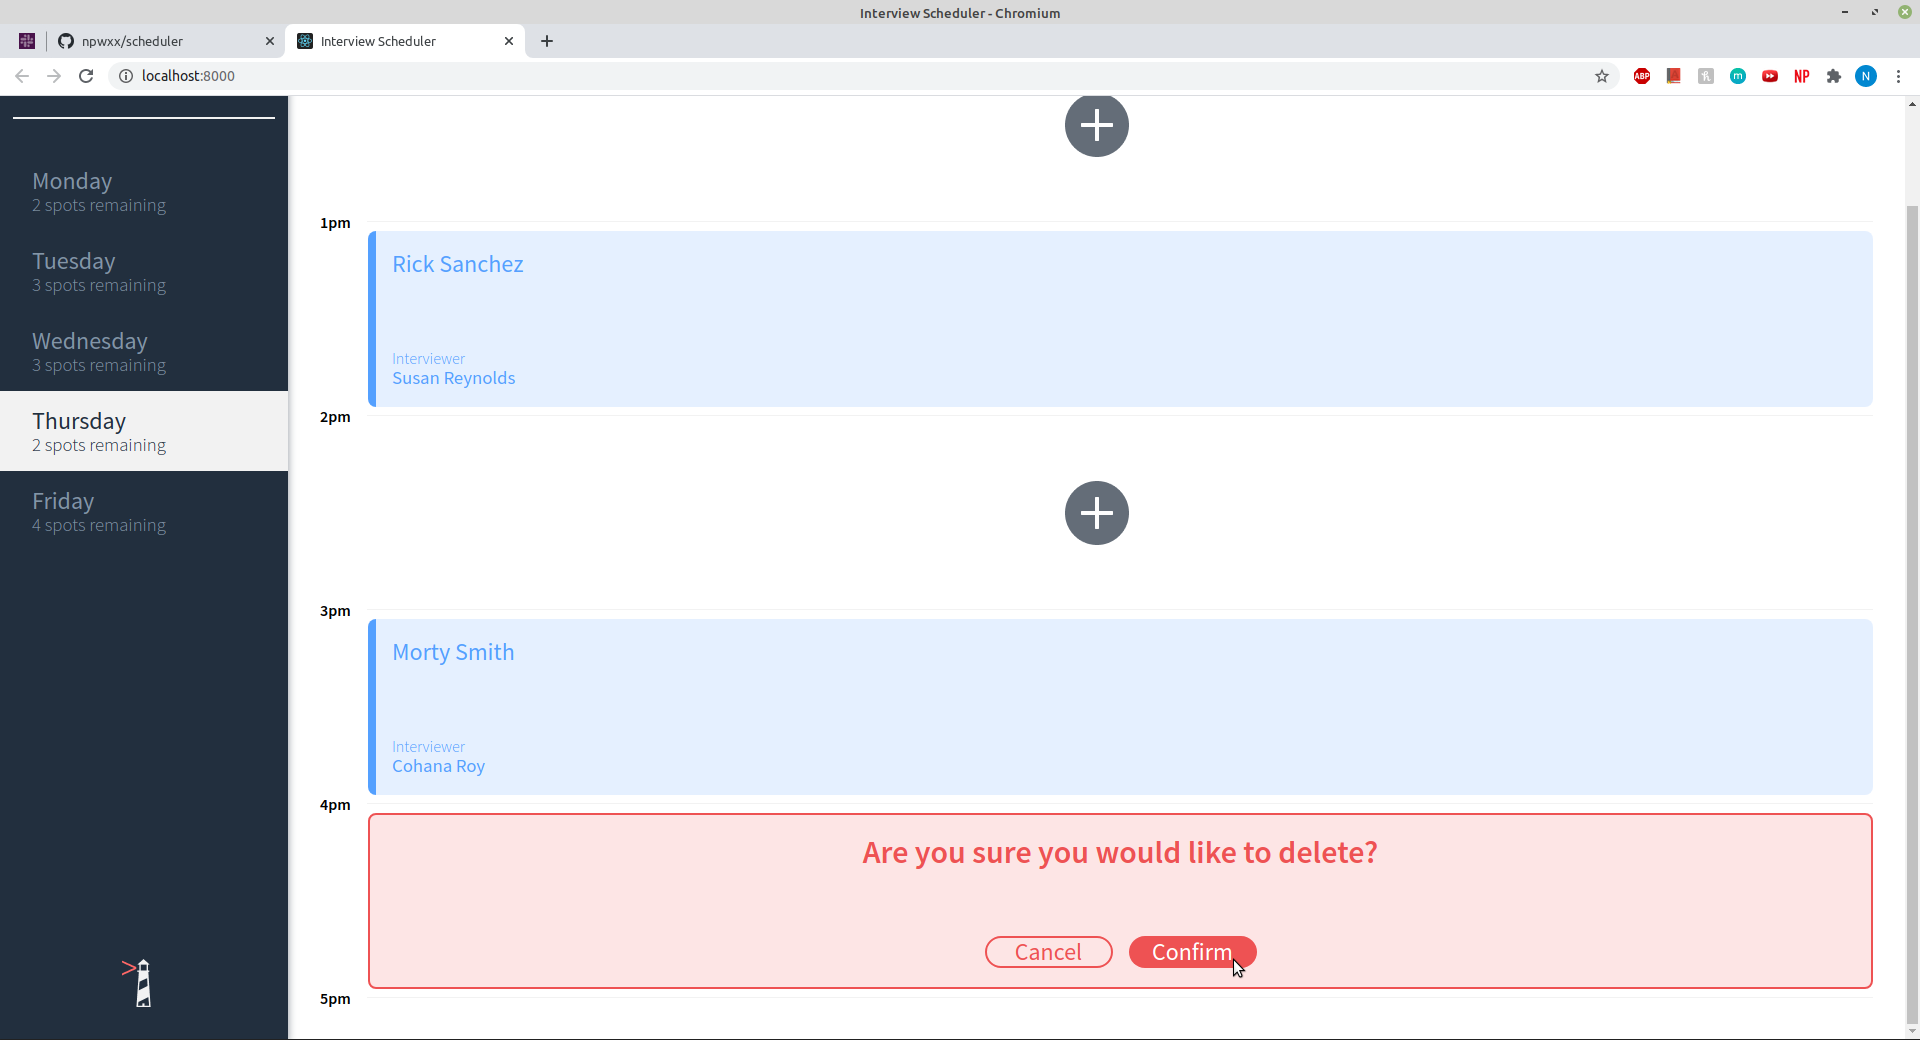 Interview Scheduler - Chromium
npwxx/scheduler
Interview Scheduler
localhost:8000
ABP
m
NP
N
Monday
2 spots remaining
Tuesday
3 spots remaining
Wednesday
3 spots remaining
Thursday
2 spots remaining
Friday
4 spots remaining
1pm
Rick Sanchez
Interviewer
Susan Reynolds
2pm
3pm
Morty Smith
Interviewer
Cohana Roy
4pm
Are you sure you would like to delete?
Cancel
Confirm
5pm